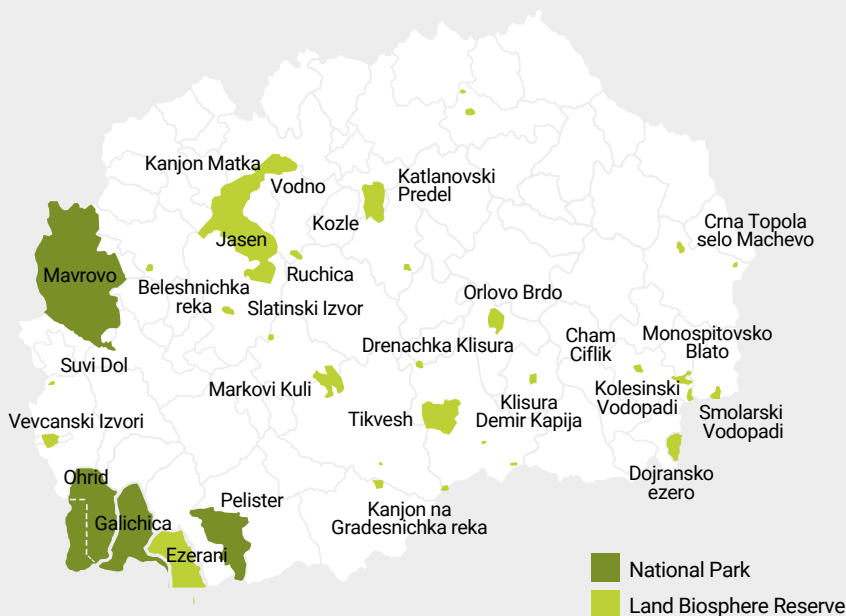 Kanjon Matka
Vodno
Katlanovski
Predel
Kozle
Crna Topola
selo Machevo
Jasen
Mavrovo
Beleshnichka
reka
Ruchica
Slatinski Izvor
Orlovo Brdo
Drenachka Klisura
Cham
Ciflik
Monospitovsko
Blato
Suvi Dol
Markovi Kuli
Kolesinski
Vodopadi
Klisura
Demir Kapija
Tikvesh
Smolarski
Vodopadi
Vevcanski Izvori
Dojransko
ezero
Ohrid
Pelister
Galichica
Kanjon na
Gradesnichka reka
Ezerani
National Park
Land Biosphere Reserve